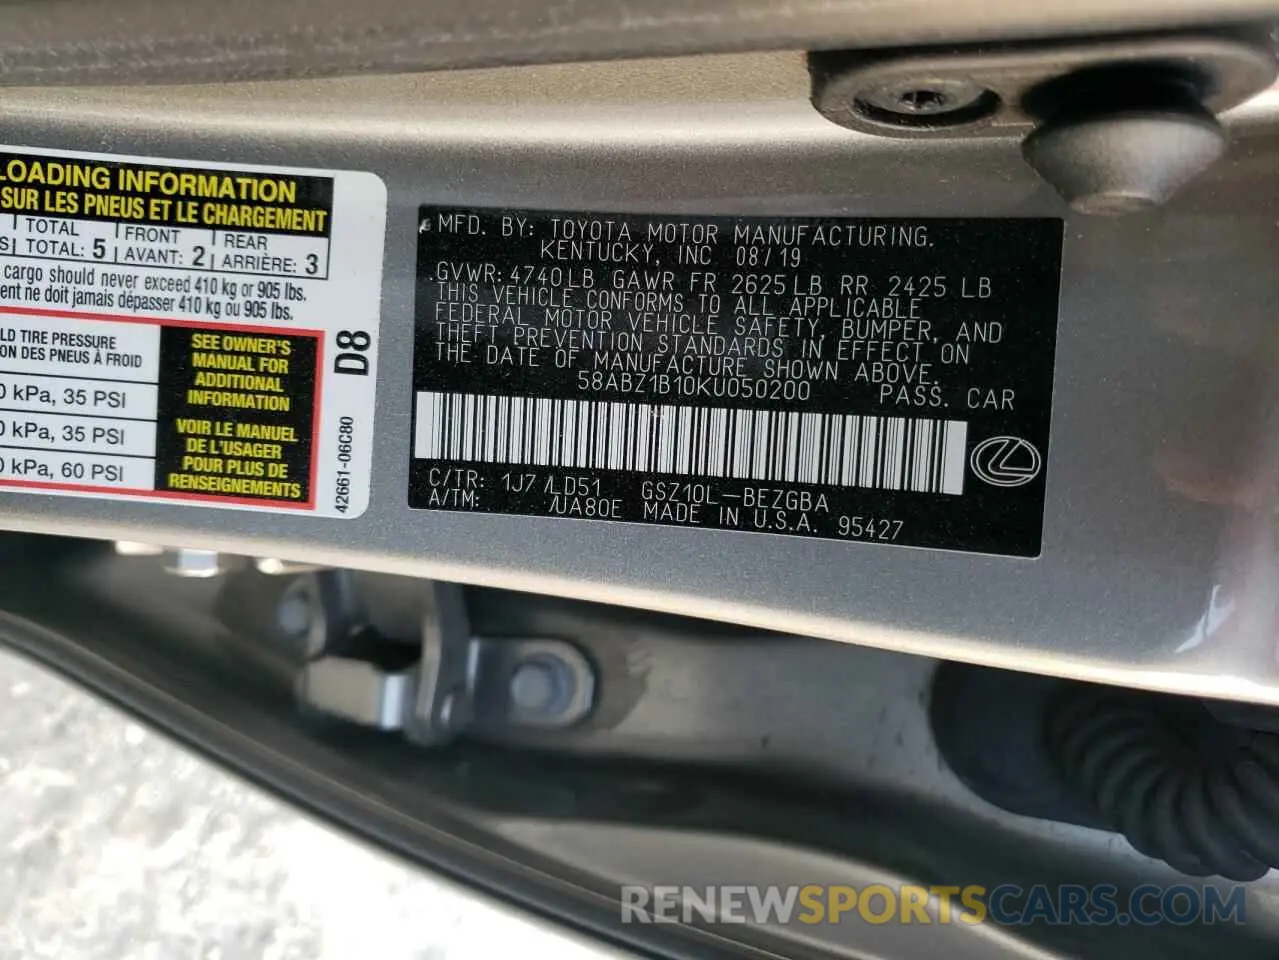 LOADING INFORMATION
SUR LES PNEUS ET LE CHARGEMENT
TOTAL FRONT REAR
TOTAL: 5 AVANT: 2 ARRIÈRE: 3
cargo should never exceed 410 kg or 905 lbs.
ne doit jamais dépasser 410 kg ou 905 lbs.
TIRE PRESSURE
DES PNEUS À FROID
kPa, 35 PSI
kPa, 35 PSI
kPa, 60 PSI
SEE OWNER'S
MANUAL FOR
ADDITIONAL
INFORMATION
VOIR LE MANUEL
DE L'USAGER
POUR PLUS DE
RENSEIGNEMENTS
D8
42661-06C80
MFD. BY: TOYOTA MOTOR MANUFACTURING.
KENTUCKY, INC 08/19
GVWR: 4740LB GAWR FR 2625LB RR 2425 LB
THIS VEHICLE CONFORMS TO ALL APPLICABLE
FEDERAL MOTOR VEHICLE SAFETY, BUMPER, AND
THEFT PREVENTION STANDARDS IN EFFECT ON
THE DATE OF MANUFACTURE SHOWN ABOVE.
58ABZ1B10KU050200 PASS. CAR
C/TR: 1J7/LD51 GSZ10L-BEZGBA
A/TM: /UA80E MADE IN U.S.A. 95427
RENEWSPORTSCARS.COM